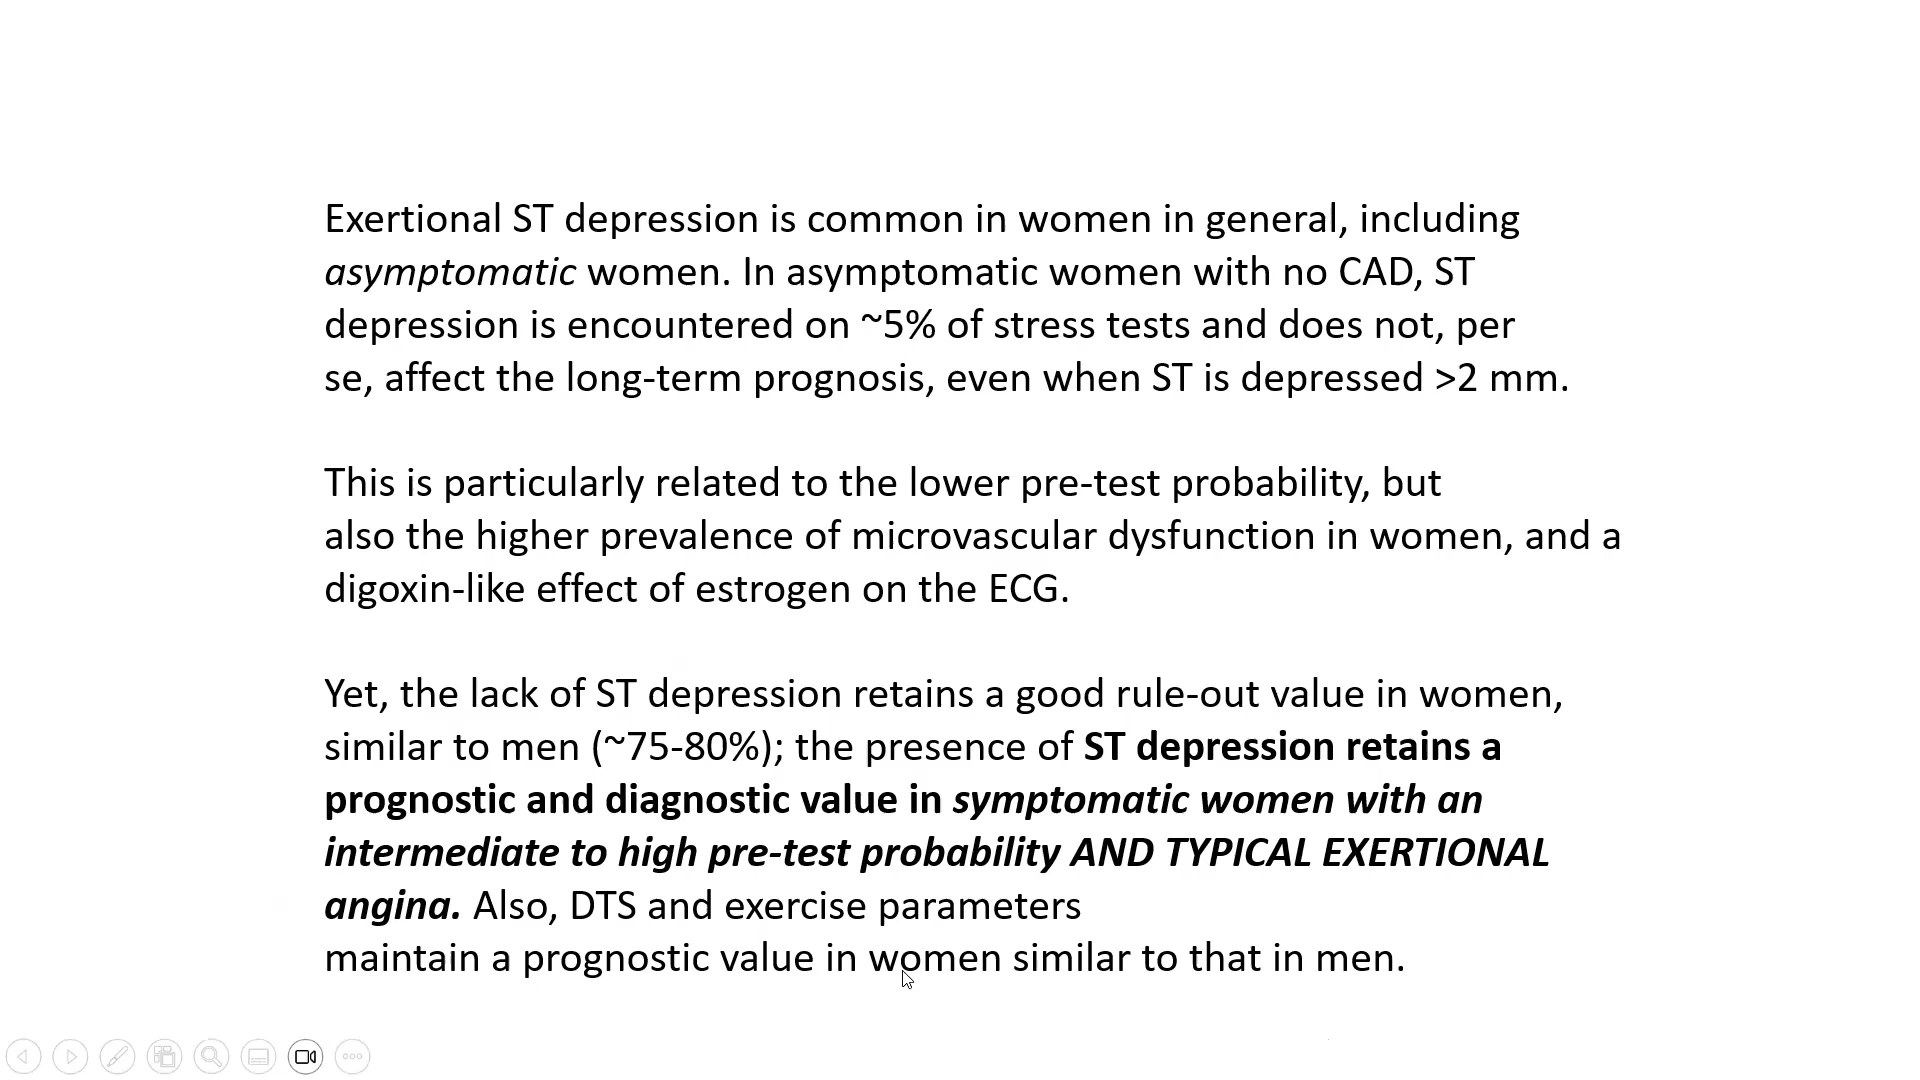 Exertional ST depression is common in women in general, including
asymptomatic women. In asymptomatic women with no CAD, ST
depression is encountered on ~5% of stress tests and does not, per
se, affect the long-term prognosis, even when ST is depressed >2 mm.
This is particularly related to the lower pre-test probability, but
also the higher prevalence of microvascular dysfunction in women, and a
digoxin-like effect of estrogen on the ECG.
Yet, the lack of ST depression retains a good rule-out value in women,
similar to men (~75-80%); the presence of ST depression retains a
prognostic and diagnostic value in symptomatic women with an
intermediate to high pre-test probability AND TYPICAL EXERTIONAL
angina. Also, DTS and exercise parameters
maintain a prognostic value in women similar to that in men.